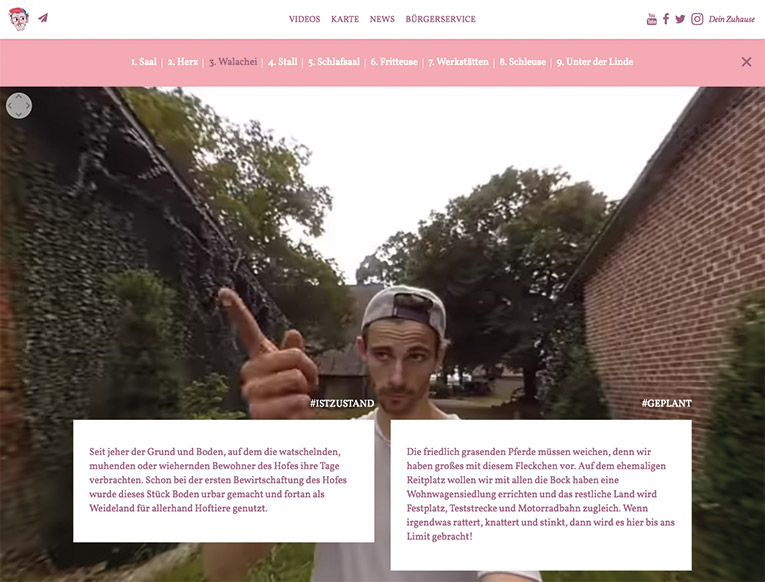 VIDEOS KARTE NEWS BÜRGERSERVICE
You Tube Dein Zuhause
1. Saal | 2. Herz | 3. Walachei | 4. Stall | 5. Schlafsaal | 6. Fritteuse | 7. Werkstätten | 8. Schleuse | 9. Unter der Linde
#ISTZUSTAND
Seit jeher der Grund und Boden, auf dem die watschelnden,
muhenden oder wiehernden Bewohner des Hofes ihre Tage
verbrachten. Schon bei der ersten Bewirtschaftung des Hofes
wurde dieses Stück Boden urbar gemacht und fortan als
Weideland für allerhand Hoftiere genutzt.
#GEPLANT
Die friedlich grasenden Pferde müssen weichen, denn wir
haben großes mit diesem Fleckchen vor. Auf dem ehemaligen
Reitplatz wollen wir mit allen die Bock haben eine
Wohnwagensiedlung errichten und das restliche Land wird
Festplatz, Teststrecke und Motorradbahn zugleich. Wenn
irgendwas rattert, knattert und stinkt, dann wird es hier bis ans
Limit gebracht!